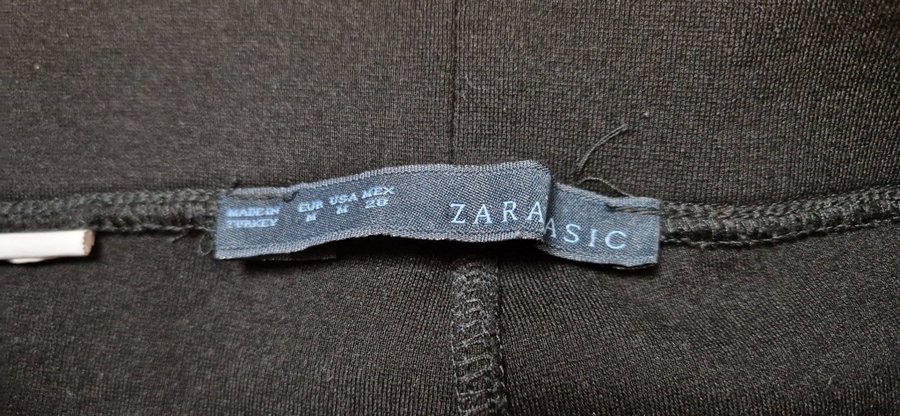 MADE IN
TURKEY
EUR USA MEX
M M 28
ZARA ASIC